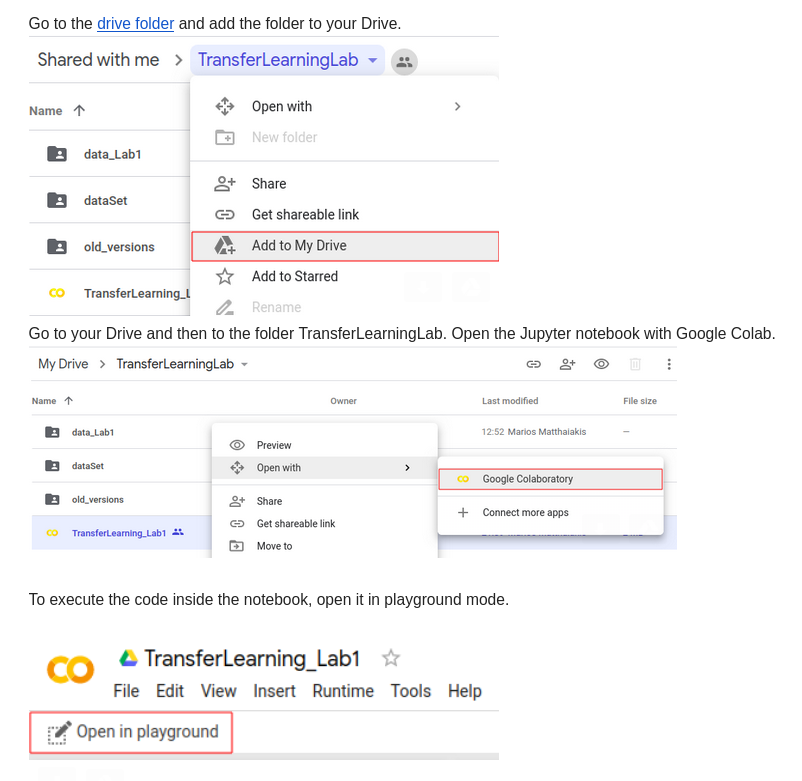 Go to the drive folder and add the folder to your Drive.
Shared with me > TransferLearningLab
Name
Open with
New folder
data_Lab1
Share
dataSet
Get shareable link
old_versions
Add to My Drive
Add to Starred
TransferLearning_L
Rename
Go to your Drive and then to the folder TransferLearningLab. Open the Jupyter notebook with Google Colab.
My Drive > TransferLearningLab
Name Owner Last modified File size
data_Lab1 12:52 Marios Matthaiakis –
Preview
dataSet Open with
Google Colaboratory
old_versions Share
Connect more apps
Get shareable link
TransferLearning_Lab1
Move to
To execute the code inside the notebook, open it in playground mode.
TransferLearning_Lab1
File Edit View Insert Runtime Tools Help
Open in playground